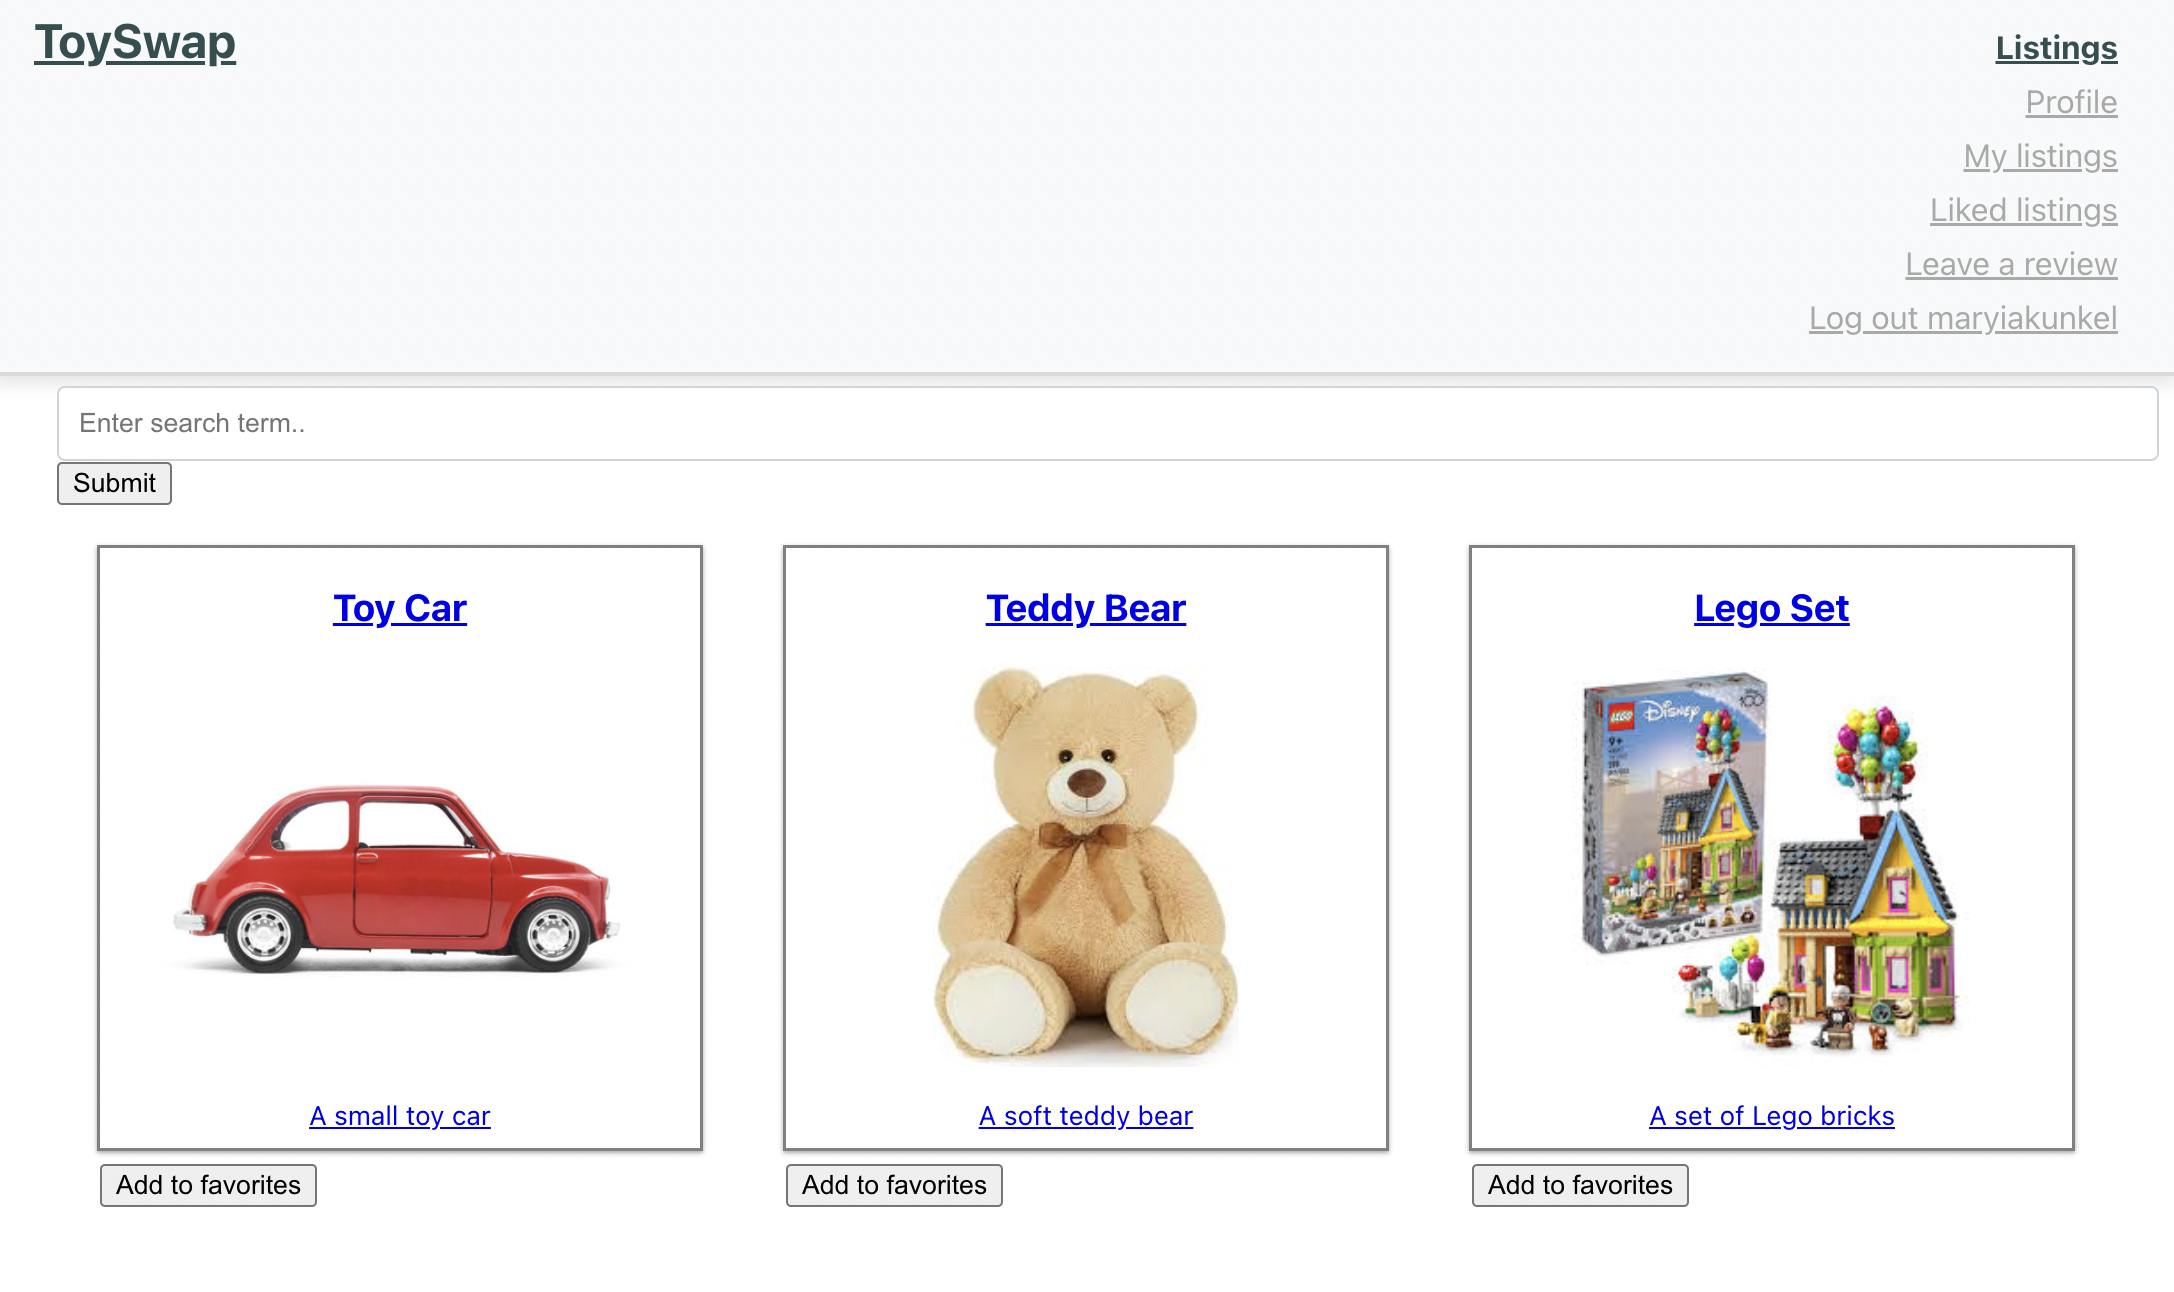 ToySwap
Listings
Profile
My listings
Liked listings
Leave a review
Log out maryiakunkel
Enter search term..
Submit
Toy Car
Teddy Bear
Lego Set
LEGO Disney 100
9+
A small toy car
A soft teddy bear
A set of Lego bricks
Add to favorites
Add to favorites
Add to favorites